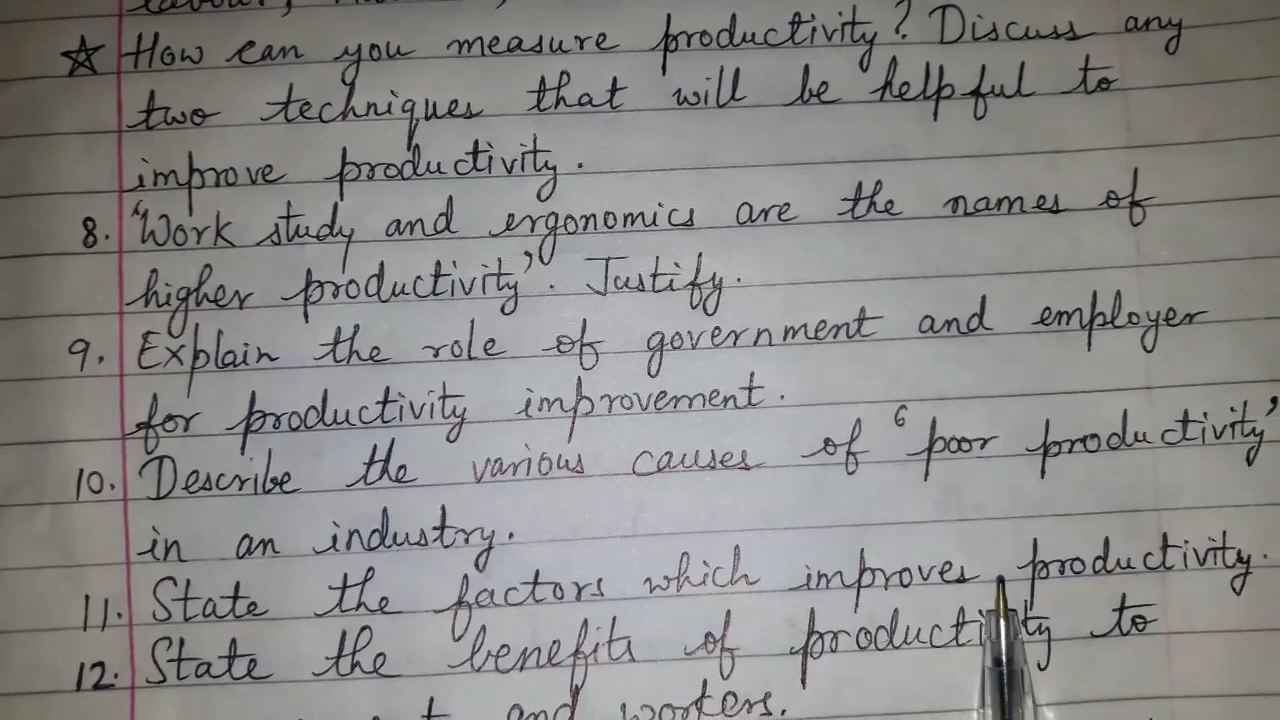 ☆ How can you measure productivity? Discuss any
two techniques that will be helpful to
improve productivity.
8. "Work study and ergonomics are the names of
higher productivity'. Justify.
9. Explain the role of government and employer
for productivity improvement.
10. Describe the various causes of 'poor productivity'
in an industry.
11. State the factors which improves productivity.
12. State the benefits of productivity to
and workers.